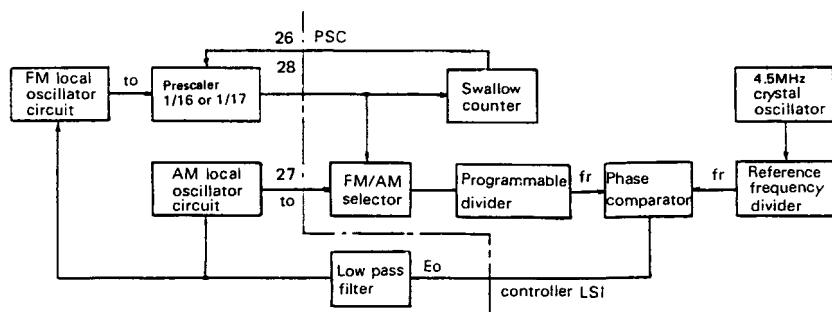 26 PSC
28
FM local
oscillator
circuit
to
Prescaler
1/16 or 1/17
Swallow
counter
4.5MHz
crystal
oscillator
AM local
oscillator
circuit
27
to
FM/AM
selector
Programmable
divider
fr
Phase
comparator
fr
Reference
frequency
divider
Low pass
filter
Eo
controller LSI